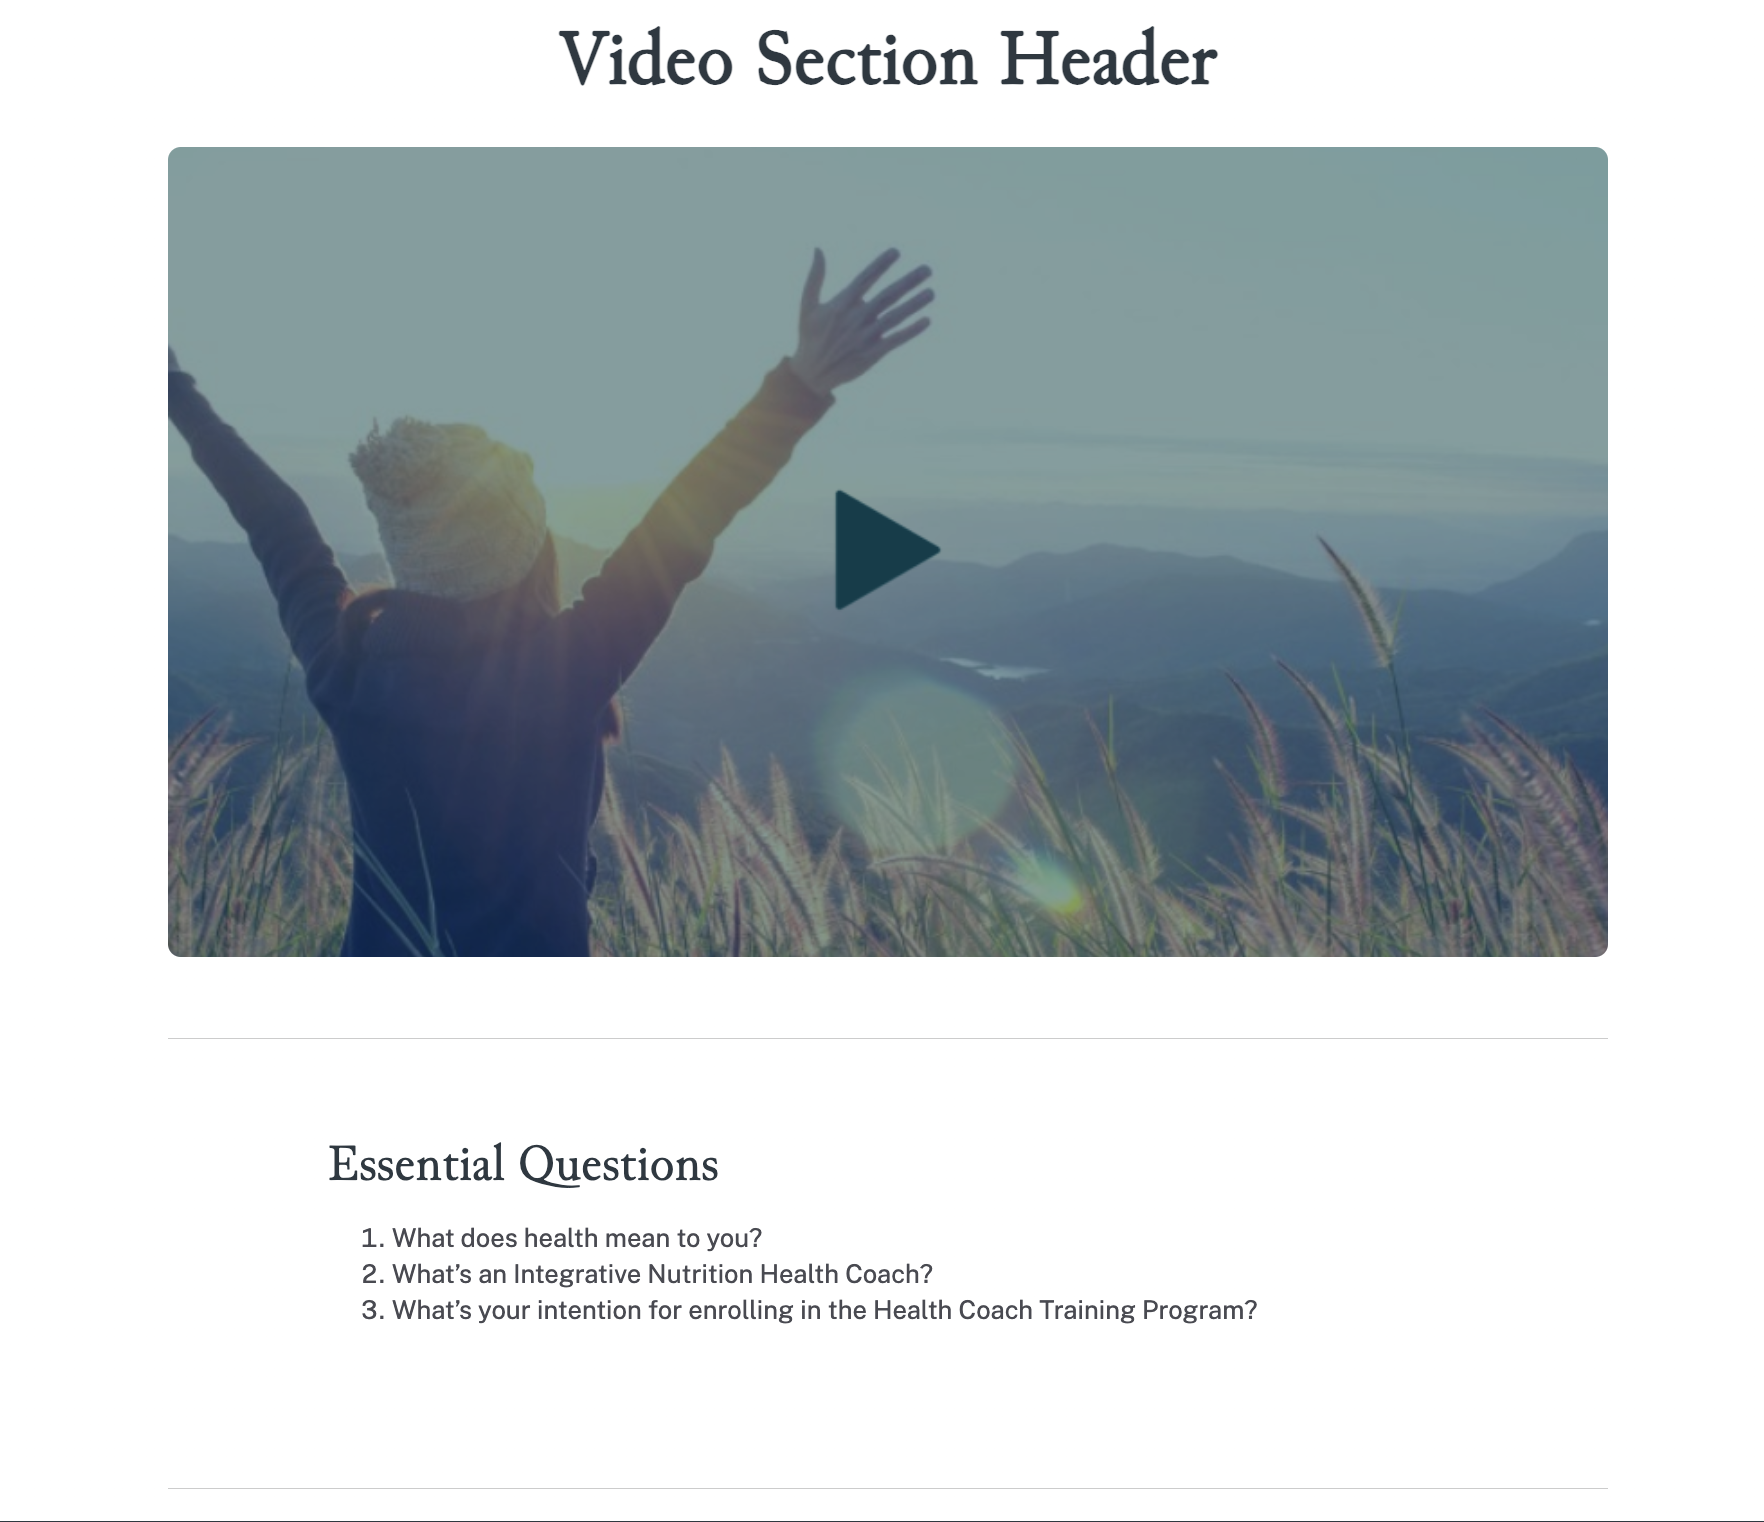 Video Section Header
Essential Questions
1. What does health mean to you?
2. What’s an Integrative Nutrition Health Coach?
3. What’s your intention for enrolling in the Health Coach Training Program?